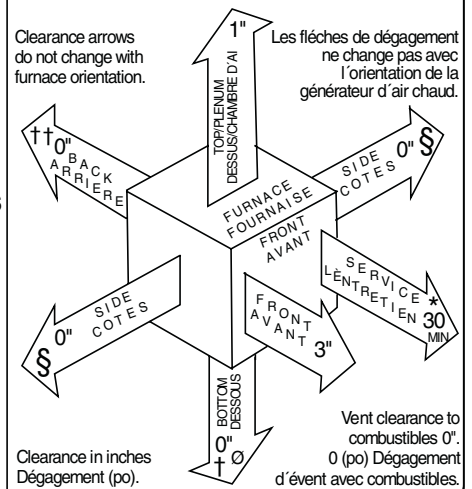 Clearance arrows
do not change with
furnace orientation.
Les fléches de dégagement
ne change pas avec
l´orientation de la
générateur d´air chaud.
1"
TOP/PLENUM
DESSUS/CHAMBRE D'AI
††0"
BACK
ARRIERE
SIDE
COTES
0" §
FURNACE
FOURNAISE
FRONT
AVANT
SERVICE
LÈNTRETIEN
*
30
MIN
§ 0"
SIDE
COTES
FRONT
AVANT
3"
BOTTOM
DESSOUS
0"
† Ø
Clearance in inches
Dégagement (po).
Vent clearance to
combustibles 0".
0 (po) Dégagement
d´évent avec combustibles.